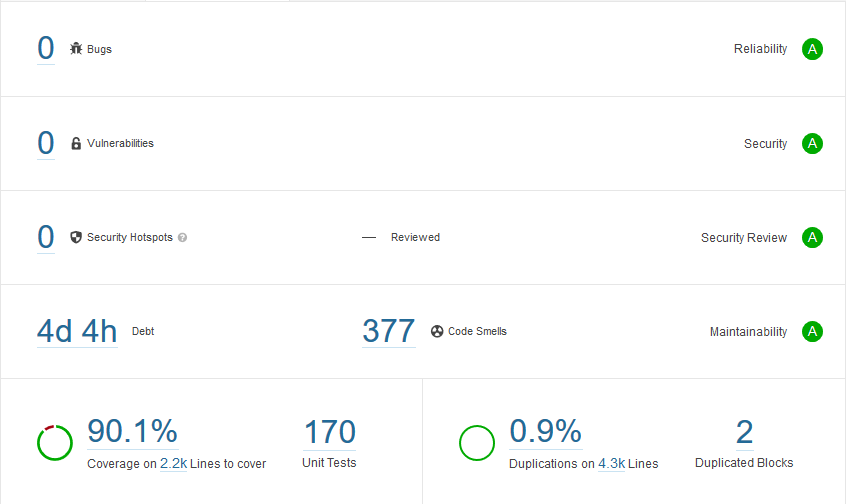 0 Bugs Reliability A
0 Vulnerabilities Security A
0 Security Hotspots ? — Reviewed Security Review A
4d 4h Debt 377 Code Smells Maintainability A
90.1% 170 0.9% 2
Coverage on 2.2k Lines to cover Unit Tests Duplications on 4.3k Lines Duplicated Blocks